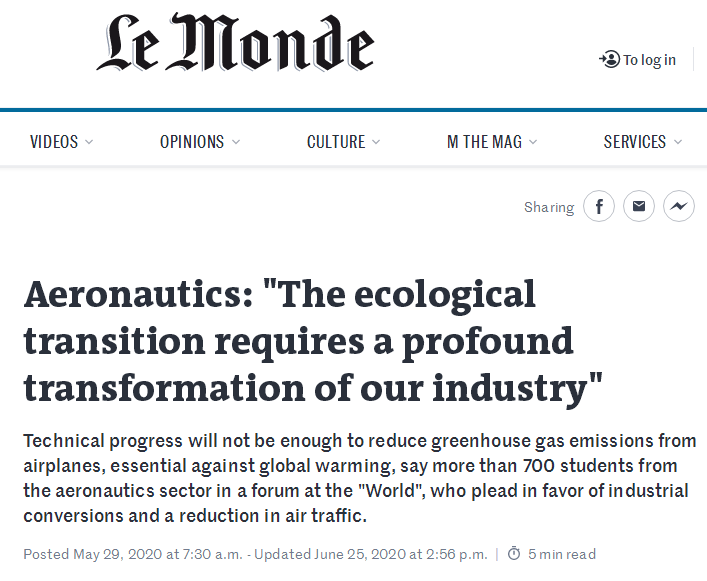 Le Monde
To log in
VIDEOS
OPINIONS
CULTURE
M THE MAG
SERVICES
Sharing
Aeronautics: "The ecological
transition requires a profound
transformation of our industry"
Technical progress will not be enough to reduce greenhouse gas emissions from
airplanes, essential against global warming, say more than 700 students from
the aeronautics sector in a forum at the "World", who plead in favor of industrial
conversions and a reduction in air traffic.
Posted May 29, 2020 at 7:30 a.m. - Updated June 25, 2020 at 2:56 p.m. | 5 min read